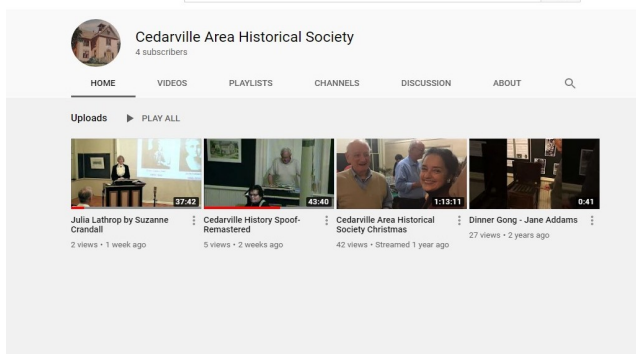 Cedarville Area Historical Society
4 subscribers
HOME VIDEOS PLAYLISTS CHANNELS DISCUSSION ABOUT
Uploads PLAY ALL
37:42
Julia Lathrop by Suzanne
Crandall
2 views • 1 week ago
43:40
Cedarville History Spoof-
Remastered
5 views • 2 weeks ago
1:13:11
Cedarville Area Historical
Society Christmas
42 views • Streamed 1 year ago
0:41
Dinner Gong - Jane Addams
27 views • 2 years ago